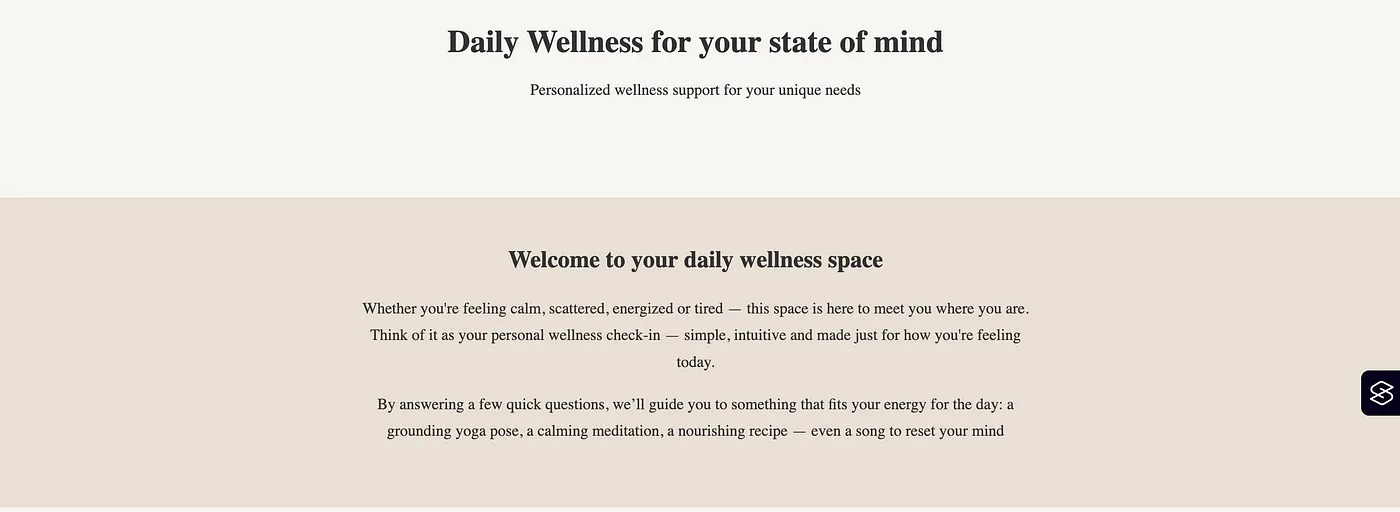 Daily Wellness for your state of mind
Personalized wellness support for your unique needs
Welcome to your daily wellness space
Whether you're feeling calm, scattered, energized or tired — this space is here to meet you where you are.
Think of it as your personal wellness check-in — simple, intuitive and made just for how you're feeling
today.
By answering a few quick questions, we’ll guide you to something that fits your energy for the day: a
grounding yoga pose, a calming meditation, a nourishing recipe — even a song to reset your mind